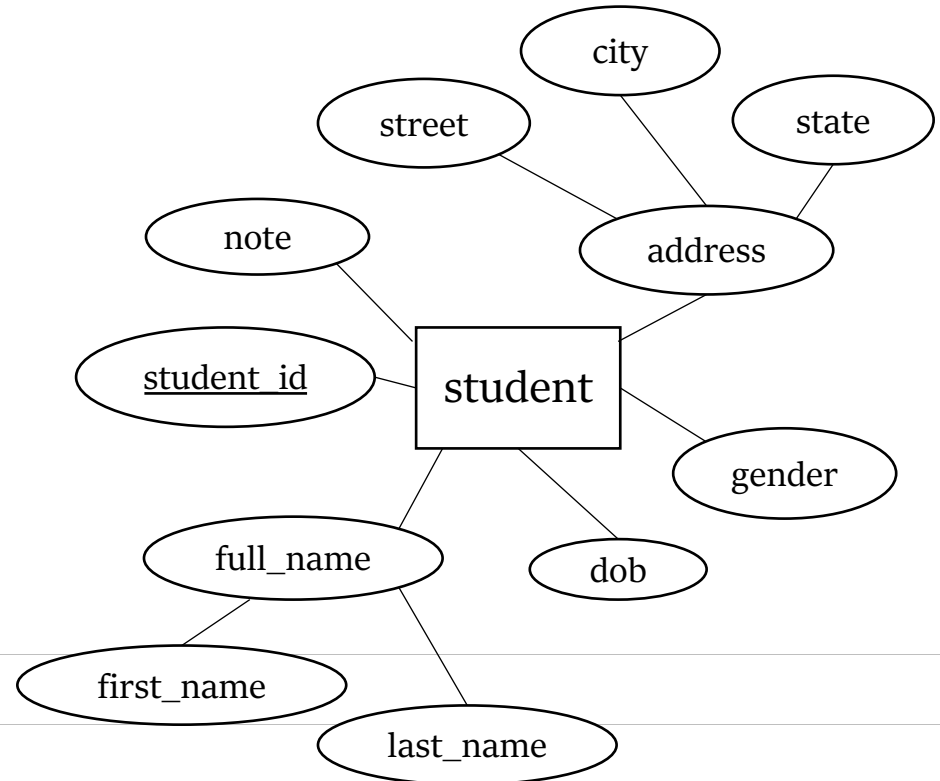 city
street
state
note
address
student_id
student
gender
full_name
dob
first_name
last_name